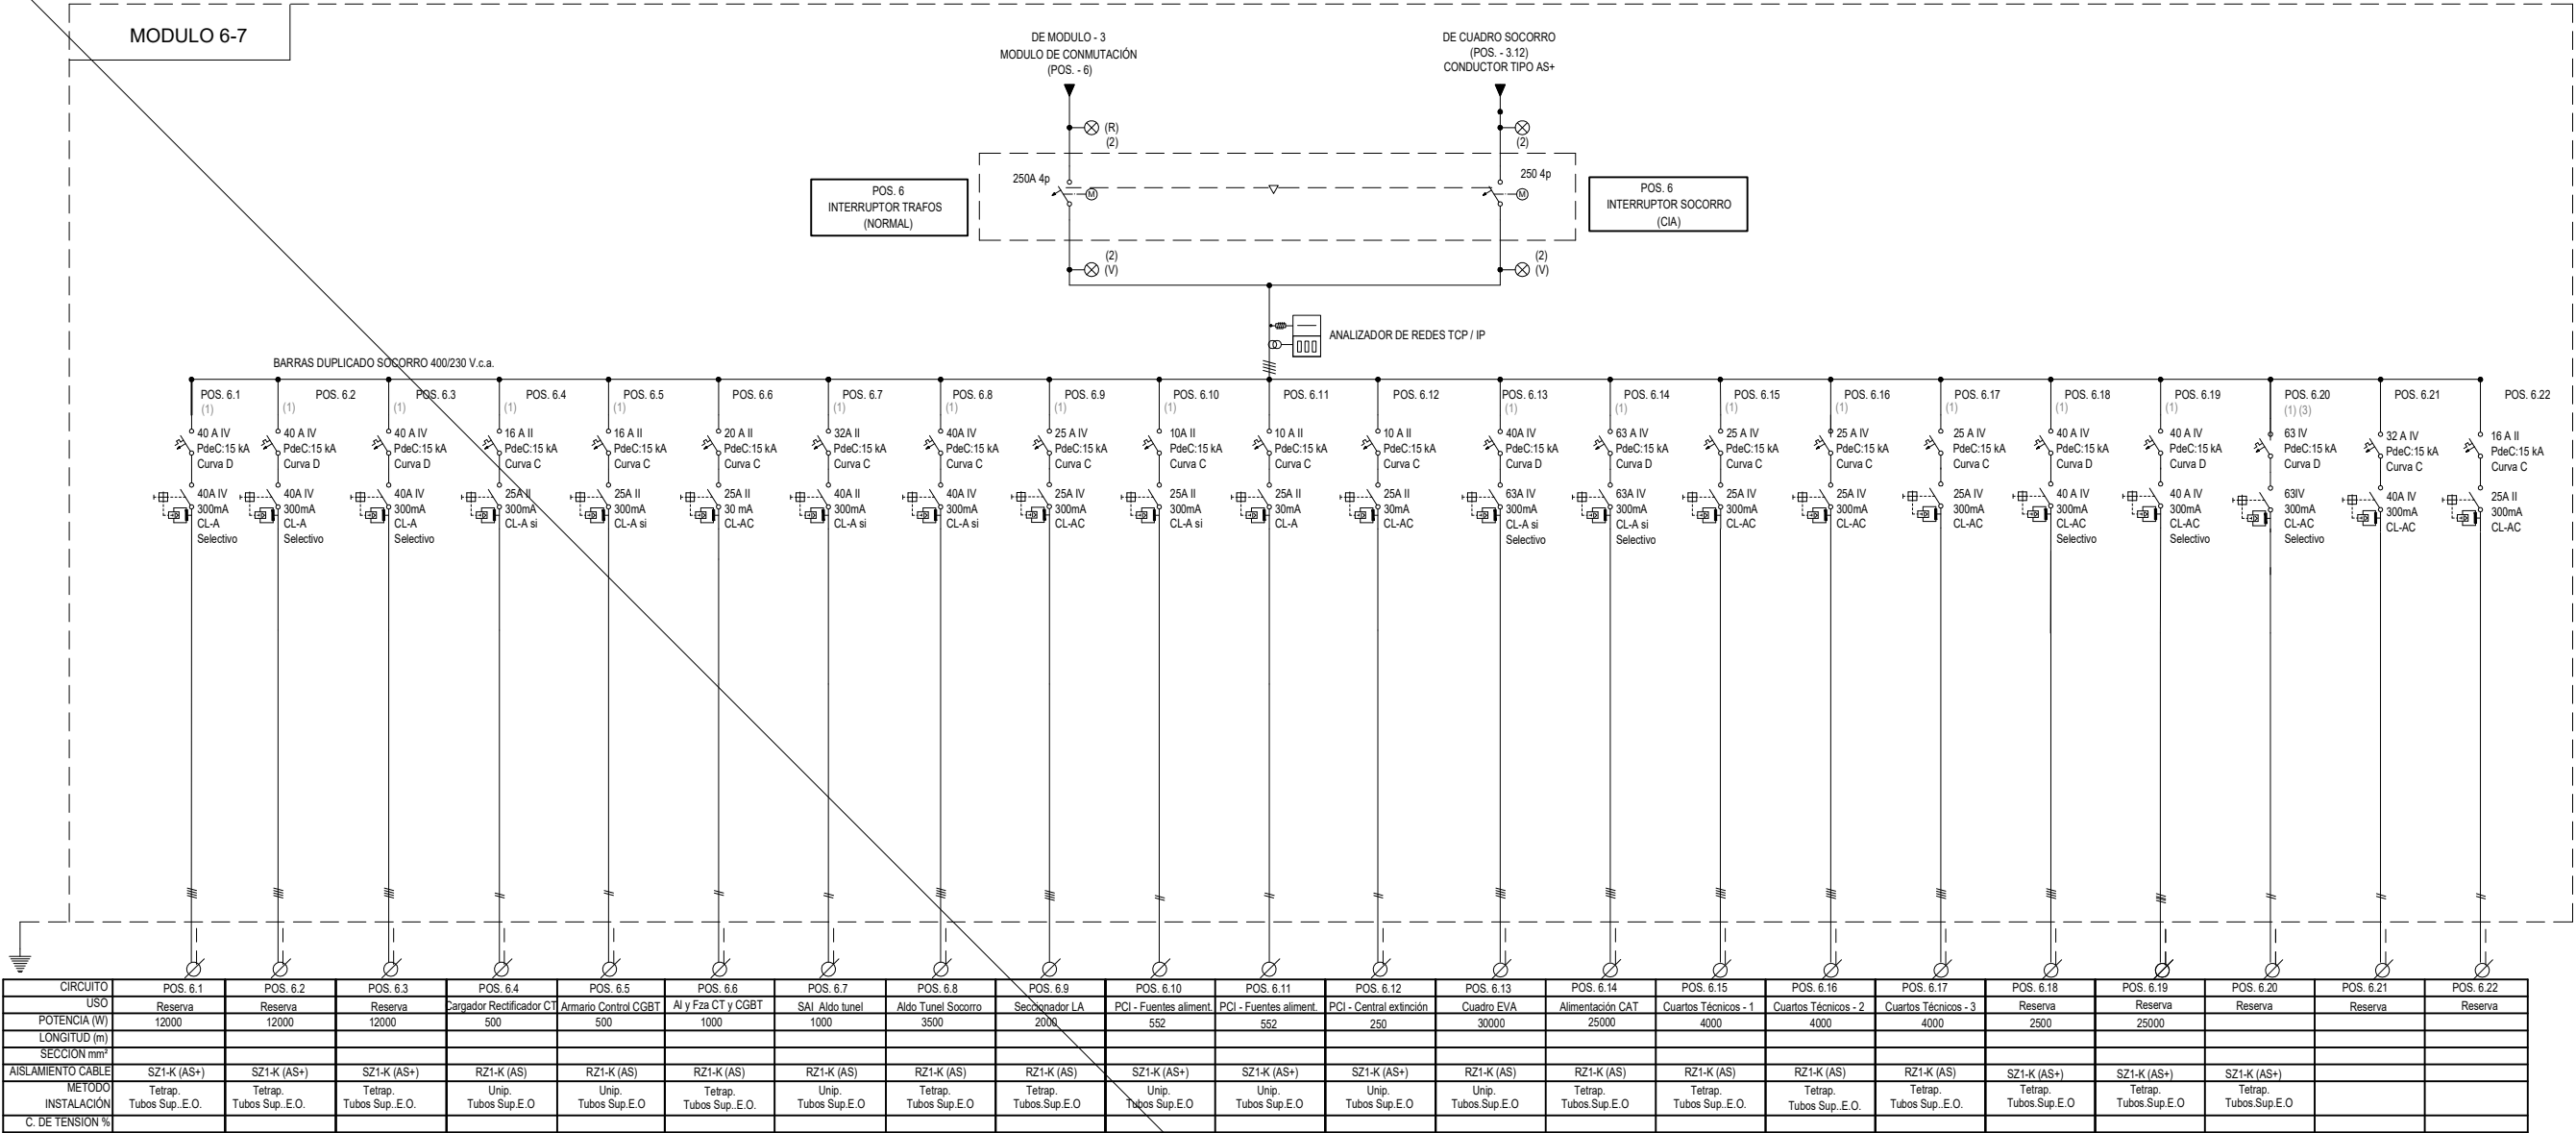 MODULO 6-7
DE MODULO - 3
MODULO DE CONMUTACIÓN
(POS. - 6)
DE CUADRO SOCORRO
(POS. - 3.12)
CONDUCTOR TIPO AS+
(R)
(2)
(2)
250A 4p
M
250 4p
M
POS. 6
INTERRUPTOR TRAFOS
(NORMAL)
POS. 6
INTERRUPTOR SOCORRO
(CIA)
(2)
(V)
(2)
(V)
ANALIZADOR DE REDES TCP / IP
BARRAS DUPLICADO SOCORRO 400/230 V.c.a.
POS. 6.1
(1)
40 A IV
PdeC:15 kA
Curva D
40A IV
300mA
CL-A
Selectivo
POS. 6.2
(1)
40 A IV
PdeC:15 kA
Curva D
40A IV
300mA
CL-A
Selectivo
POS. 6.3
(1)
40 A IV
PdeC:15 kA
Curva D
40A IV
300mA
CL-A
Selectivo
POS. 6.4
(1)
16 A II
PdeC:15 kA
Curva C
25A II
300mA
CL-A si
POS. 6.5
(1)
16 A II
PdeC:15 kA
Curva C
25A II
300mA
CL-A si
POS. 6.6
20 A II
PdeC:15 kA
Curva C
25A II
30 mA
CL-AC
POS. 6.7
(1)
32A II
PdeC:15 kA
Curva C
40A II
300mA
CL-A si
POS. 6.8
(1)
40A IV
PdeC:15 kA
Curva C
40A IV
300mA
CL-A si
POS. 6.9
(1)
25 A IV
PdeC:15 kA
Curva C
25A IV
300mA
CL-AC
POS. 6.10
(1)
10A II
PdeC:15 kA
Curva C
25A II
300mA
CL-A si
POS. 6.11
10 A II
PdeC:15 kA
Curva C
25A II
30mA
CL-A
POS. 6.12
10 A II
PdeC:15 kA
Curva C
25A II
30mA
CL-AC
POS. 6.13
(1)
40A IV
PdeC:15 kA
Curva D
63A IV
300mA
CL-A si
Selectivo
POS. 6.14
(1)
63 A IV
PdeC:15 kA
Curva D
63A IV
300mA
CL-A si
Selectivo
POS. 6.15
(1)
25 A IV
PdeC:15 kA
Curva C
25A IV
300mA
CL-AC
POS. 6.16
(1)
25 A IV
PdeC:15 kA
Curva C
25A IV
300mA
CL-AC
POS. 6.17
(1)
25 A IV
PdeC:15 kA
Curva C
25A IV
300mA
CL-AC
POS. 6.18
(1)
40 A IV
PdeC:15 kA
Curva D
40 A IV
300mA
CL-AC
Selectivo
POS. 6.19
(1)
40 A IV
PdeC:15 kA
Curva D
40 A IV
300mA
CL-AC
Selectivo
POS. 6.20
(1) (3)
63 IV
PdeC:15 kA
Curva D
63IV
300mA
CL-AC
Selectivo
POS. 6.21
32 A IV
PdeC:15 kA
Curva C
40A IV
300mA
CL-AC
POS. 6.22
16 A II
PdeC:15 kA
Curva C
25A II
300mA
CL-AC
CIRCUITO POS. 6.1 POS. 6.2 POS. 6.3 POS. 6.4 POS. 6.5 POS. 6.6 POS. 6.7 POS. 6.8 POS. 6.9 POS. 6.10 POS. 6.11 POS. 6.12 POS. 6.13 POS. 6.14 POS. 6.15 POS. 6.16 POS. 6.17 POS. 6.18 POS. 6.19 POS. 6.20 POS. 6.21 POS. 6.22
USO Reserva Reserva Reserva Cargador Rectificador CT Armario Control CGBT Al y Fza CT y CGBT SAI Aldo tunel Aldo Tunel Socorro Seccionador LA PCI - Fuentes aliment. PCI - Fuentes aliment. PCI - Central extinción Cuadro EVA Alimentación CAT Cuartos Técnicos - 1 Cuartos Técnicos - 2 Cuartos Técnicos - 3 Reserva Reserva Reserva Reserva Reserva
POTENCIA (W) 12000 12000 12000 500 500 1000 1000 3500 2000 552 552 250 30000 25000 4000 4000 4000 2500 25000
LONGITUD (m)
SECCIÓN mm²
AISLAMIENTO CABLE SZ1-K (AS+) SZ1-K (AS+) SZ1-K (AS+) RZ1-K (AS) RZ1-K (AS) RZ1-K (AS) RZ1-K (AS) RZ1-K (AS) RZ1-K (AS) SZ1-K (AS+) SZ1-K (AS+) SZ1-K (AS+) RZ1-K (AS) RZ1-K (AS) RZ1-K (AS) RZ1-K (AS) RZ1-K (AS) SZ1-K (AS+) SZ1-K (AS+) SZ1-K (AS+)
METODO Tetrap. Tetrap. Tetrap. Unip. Unip. Tetrap. Unip. Tetrap. Tetrap. Unip. Unip. Unip. Unip. Tetrap. Tetrap. Tetrap. Tetrap. Tetrap. Tetrap. Tetrap.
INSTALACIÓN Tubos Sup..E.O. Tubos Sup..E.O. Tubos Sup..E.O. Tubos Sup.E.O Tubos Sup.E.O Tubos Sup..E.O. Tubos Sup.E.O Tubos Sup.E.O Tubos.Sup.E.O Tubos Sup.E.O Tubos Sup.E.O Tubos Sup.E.O Tubos.Sup.E.O Tubos.Sup.E.O Tubos Sup..E.O. Tubos Sup..E.O. Tubos Sup..E.O. Tubos.Sup.E.O Tubos.Sup.E.O Tubos.Sup.E.O
C. DE TENSION %